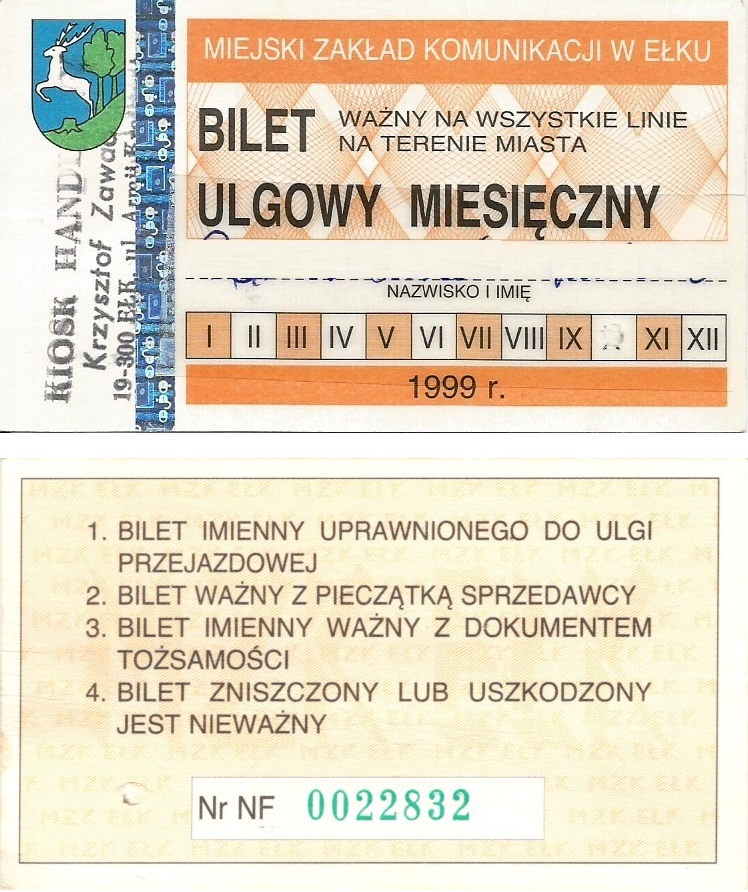 MIEJSKI ZAKŁAD KOMUNIKACJI W EŁKU
BILET WAŻNY NA WSZYSTKIE LINIE
NA TERENIE MIASTA
ULGOWY MIESIĘCZNY
NAZWISKO I IMIĘ
I II III IV V VI VII VIII IX XI XII
1999 r.
KIOSK
Krzysztof
19-300 EŁK ul.
1. BILET IMIENNY UPRAWNIONEGO DO ULGI
PRZEJAZDOWEJ
2. BILET WAŻNY Z PIECZĄTKĄ SPRZEDAWCY
3. BILET IMIENNY WAŻNY Z DOKUMENTEM
TOŻSAMOŚCI
4. BILET ZNISZCZONY LUB USZKODZONY
JEST NIEWAŻNY
Nr NF 0022832